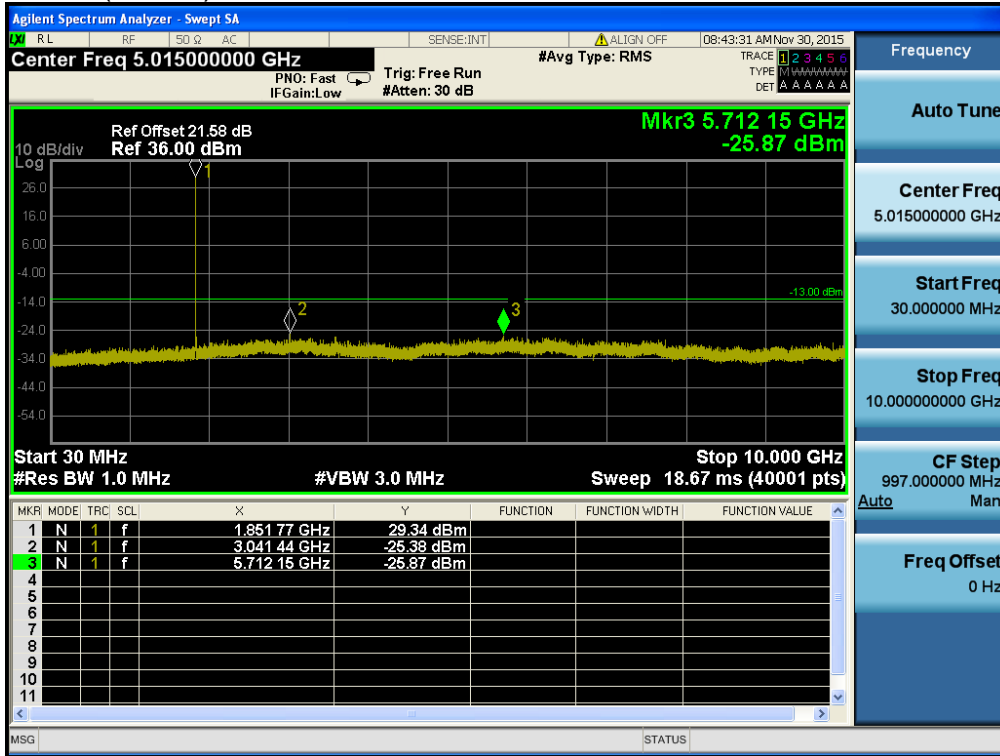 Agilent Spectrum Analyzer - Swept SA
LXI RL RF 50 Ω AC SENSE:INT ALIGN OFF 08:43:31 AM Nov 30, 2015
Center Freq 5.015000000 GHz
#Avg Type: RMS
TRACE 1 2 3 4 5 6
PNO: Fast
Trig: Free Run
TYPE M
IFGain:Low
#Atten: 30 dB
DET A A A A A A
Frequency
Auto Tune
Mkr3 5.712 15 GHz
-25.87 dBm
Ref Offset 21.58 dB
10 dB/div Ref 36.00 dBm
Log
1
26.0
16.0
6.00
-4.00
-13.00 dBm
-14.0
2
3
-24.0
-34.0
-44.0
-54.0
Start 30 MHz
Stop 10.000 GHz
#Res BW 1.0 MHz #VBW 3.0 MHz Sweep 18.67 ms (40001 pts)
Center Freq
5.015000000 GHz
Start Freq
30.000000 MHz
Stop Freq
10.000000000 GHz
CF Step
997.000000 MHz
Auto Man
Freq Offset
0 Hz
MKR MODE TRC SCL X Y FUNCTION FUNCTION WIDTH FUNCTION VALUE
1 N 1 f 1.851 77 GHz 29.34 dBm
2 N 1 f 3.041 44 GHz -25.38 dBm
3 N 1 f 5.712 15 GHz -25.87 dBm
4
5
6
7
8
9
10
11
MSG STATUS